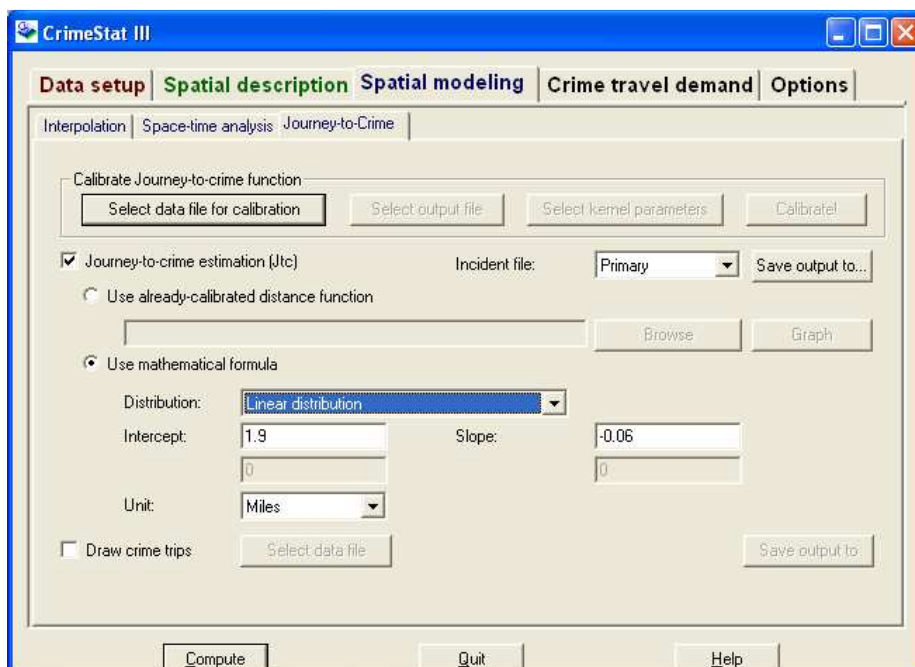 CrimeStat III
Data setup Spatial description Spatial modeling Crime travel demand Options
Interpolation Space-time analysis Journey-to-Crime
Calibrate Journey-to-crime function
Select data file for calibration Select output file Select kernel parameters Calibrate!
Journey-to-crime estimation (Jtc) Incident file: Primary Save output to...
Use already-calibrated distance function
Browse Graph
Use mathematical formula
Distribution: Linear distribution
Intercept: 1.9 Slope: -0.06
0 0
Unit: Miles
Draw crime trips Select data file Save output to
Compute Quit Help